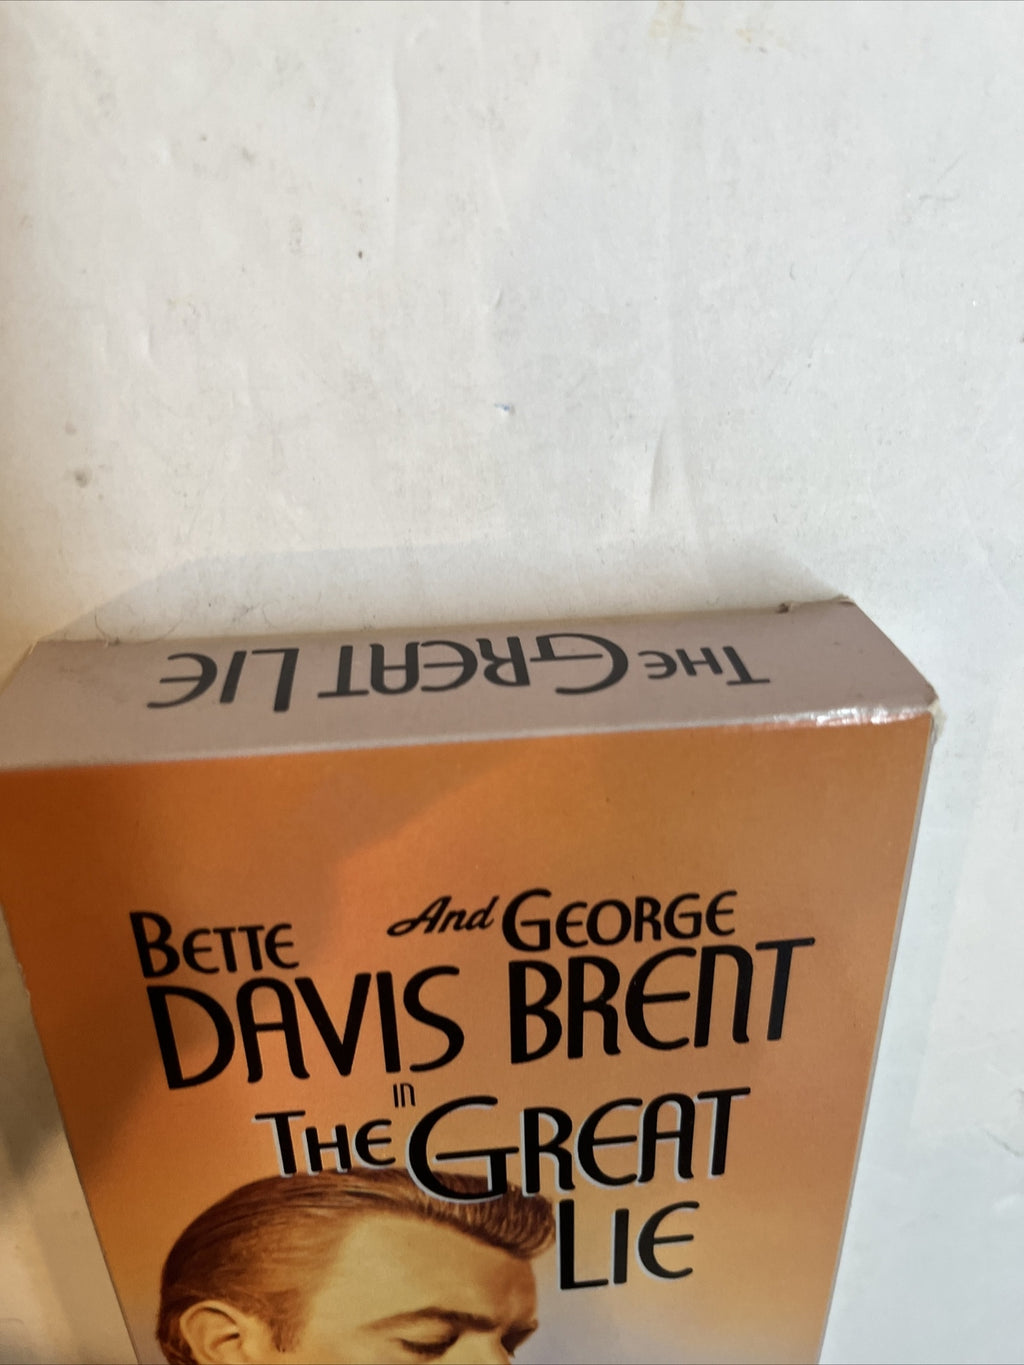 THE GREAT LIE
BETTE And GEORGE
DAVIS BRENT
IN
THE GREAT
LIE